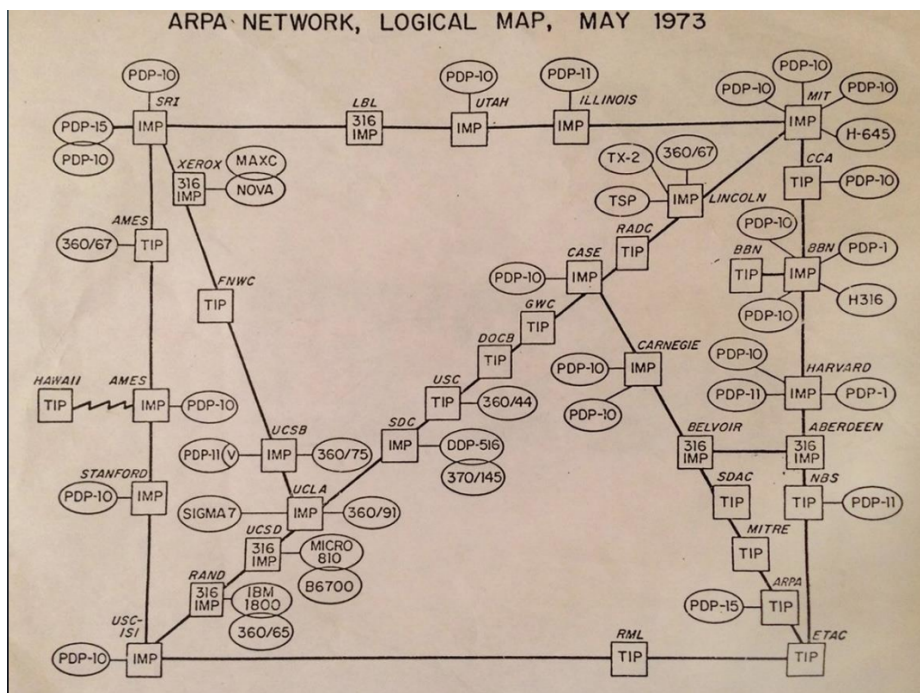 ARPA NETWORK, LOGICAL MAP, MAY 1973
PDP-10
SRI
IMP
PDP-15
PDP-10
LBL
316
IMP
PDP-10
UTAH
IMP
PDP-11
ILLINOIS
IMP
PDP-10
PDP-10
MIT
PDP-10
IMP
H-645
XEROX
316
IMP
MAXC
NOVA
TX-2
360/67
TSP
IMP
LINCOLN
CCA
TIP
PDP-10
AMES
360/67
TIP
RADC
TIP
PDP-10
BBN
TIP
BBN
IMP
PDP-1
PDP-10
H316
CASE
PDP-10
IMP
FNWC
TIP
GWC
TIP
DOCB
TIP
CARNEGIE
PDP-10
IMP
PDP-10
PDP-10
HARVARD
PDP-11
IMP
PDP-1
HAWAII
TIP
AMES
IMP
PDP-10
USC
TIP
360/44
SDC
IMP
DDP-516
370/145
BELVOIR
316
IMP
ABERDEEN
316
IMP
UCSB
PDP-11 V
IMP
360/75
STANFORD
PDP-10
IMP
SDAC
TIP
NBS
TIP
PDP-11
UCLA
SIGMA7
IMP
360/91
UCSD
316
IMP
MICRO
810
B6700
MITRE
TIP
RAND
316
IMP
IBM
1800
360/65
ARPA
PDP-15
TIP
USC-
ISI
PDP-10
IMP
RML
TIP
ETAC
TIP